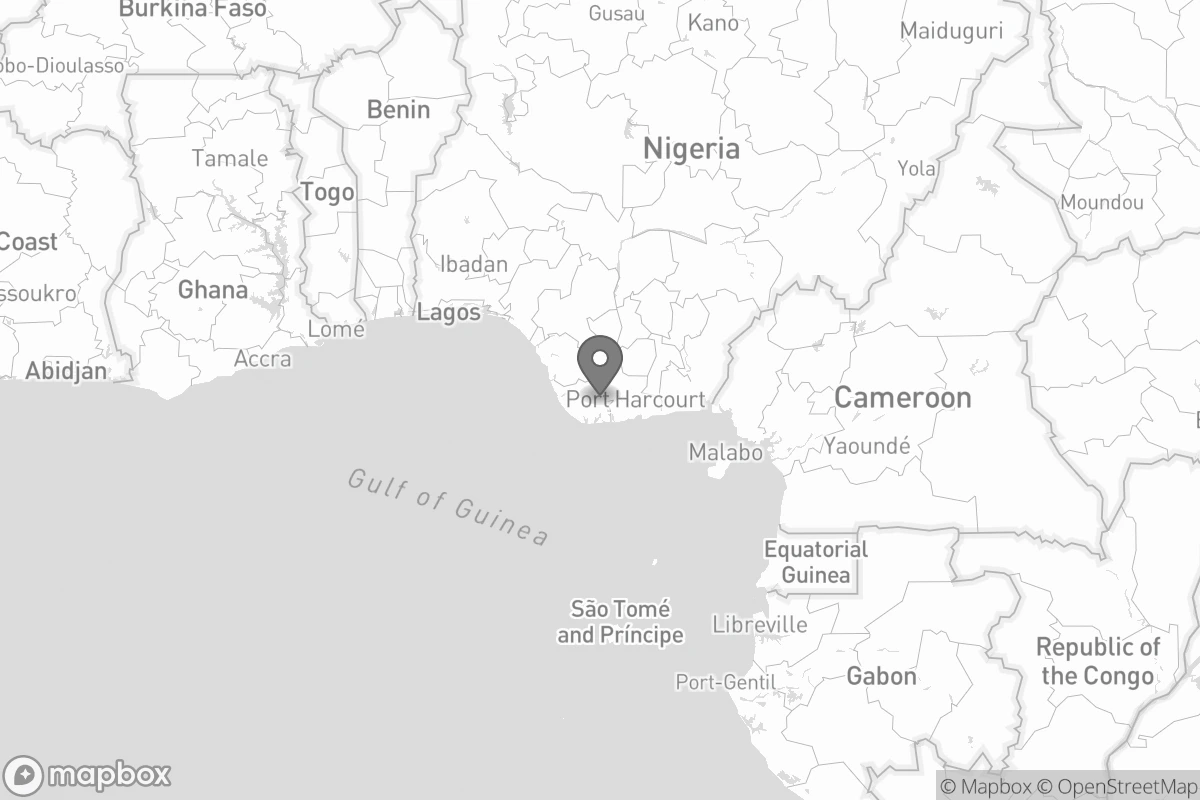 Burkina Faso
Gusau
Kano
Maiduguri
obo-Dioulasso
Benin
Nigeria
Tamale
Togo
Yola
Moundou
Coast
Ibadan
ssoukro
Ghana
Lagos
Lomé
Accra
Abidjan
Port Harcourt
Cameroon
Yaoundé
Malabo
Gulf of Guinea
Equatorial
Guinea
São Tomé
and Príncipe
Libreville
Republic of
the Congo
Gabon
Port-Gentil
mapbox
© Mapbox © OpenStreetMap